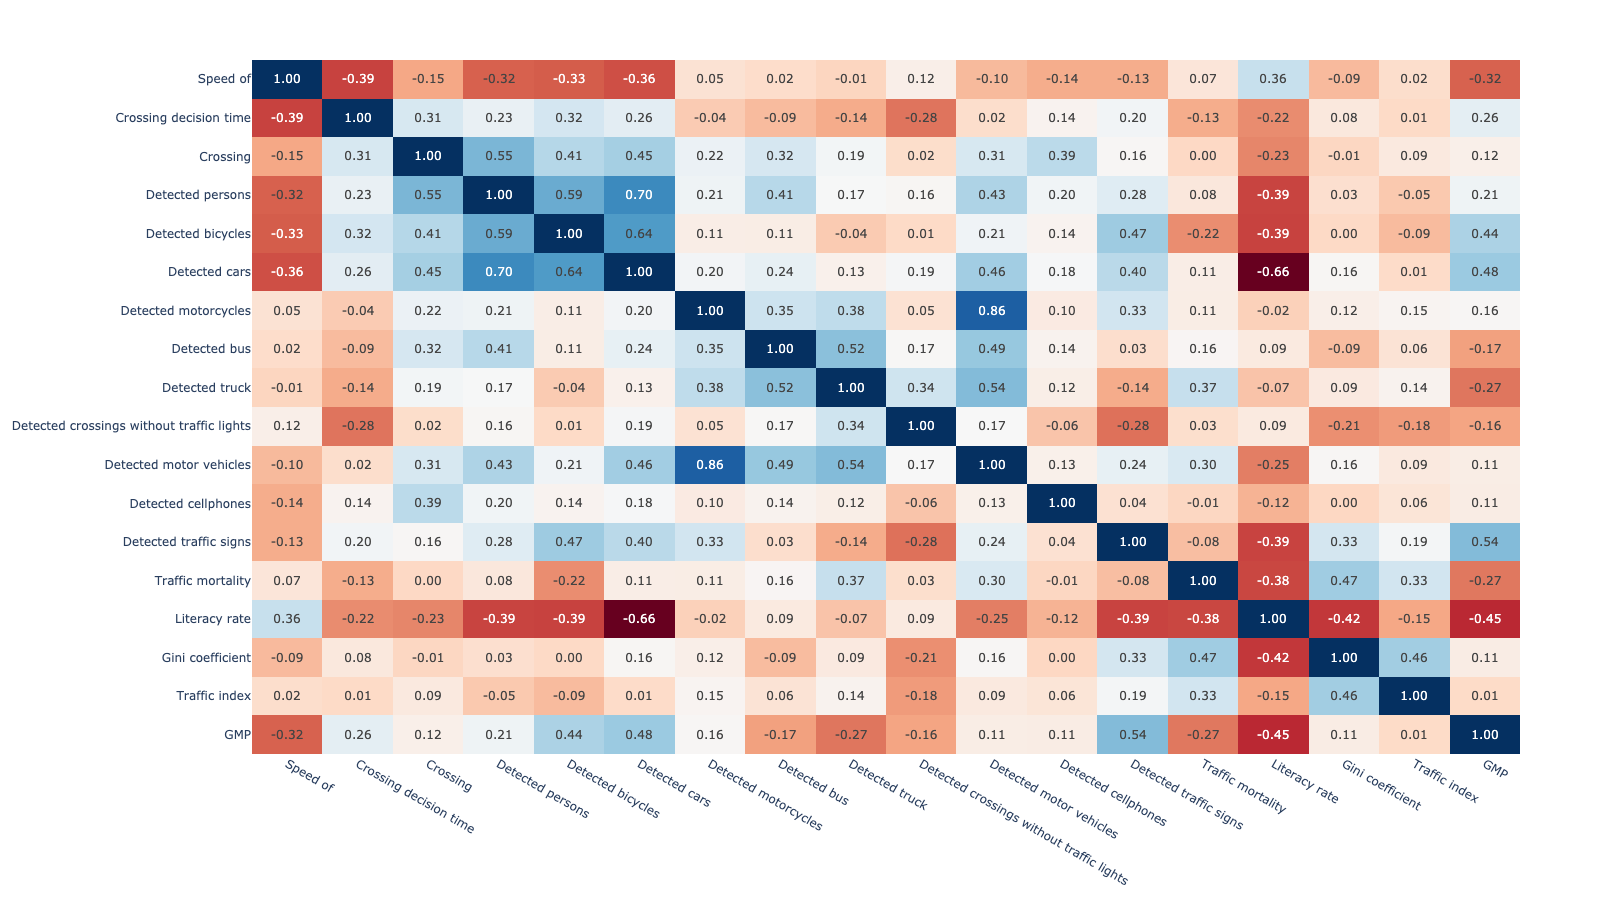 Speed of 1.00 -0.39 -0.15 -0.32 -0.33 -0.36 0.05 0.02 -0.01 0.12 -0.10 -0.14 -0.13 0.07 0.36 -0.09 0.02 -0.32
Crossing decision time -0.39 1.00 0.31 0.23 0.32 0.26 -0.04 -0.09 -0.14 -0.28 0.02 0.14 0.20 -0.13 -0.22 0.08 0.01 0.26
Crossing -0.15 0.31 1.00 0.55 0.41 0.45 0.22 0.32 0.19 0.02 0.31 0.39 0.16 0.00 -0.23 -0.01 0.09 0.12
Detected persons -0.32 0.23 0.55 1.00 0.59 0.70 0.21 0.41 0.17 0.16 0.43 0.20 0.28 0.08 -0.39 0.03 -0.05 0.21
Detected bicycles -0.33 0.32 0.41 0.59 1.00 0.64 0.11 0.11 -0.04 0.01 0.21 0.14 0.47 -0.22 -0.39 0.00 -0.09 0.44
Detected cars -0.36 0.26 0.45 0.70 0.64 1.00 0.20 0.24 0.13 0.19 0.46 0.18 0.40 0.11 -0.66 0.16 0.01 0.48
Detected motorcycles 0.05 -0.04 0.22 0.21 0.11 0.20 1.00 0.35 0.38 0.05 0.86 0.10 0.33 0.11 -0.02 0.12 0.15 0.16
Detected bus 0.02 -0.09 0.32 0.41 0.11 0.24 0.35 1.00 0.52 0.17 0.49 0.14 0.03 0.16 0.09 -0.09 0.06 -0.17
Detected truck -0.01 -0.14 0.19 0.17 -0.04 0.13 0.38 0.52 1.00 0.34 0.54 0.12 -0.14 0.37 -0.07 0.09 0.14 -0.27
Detected crossings without traffic lights 0.12 -0.28 0.02 0.16 0.01 0.19 0.05 0.17 0.34 1.00 0.17 -0.06 -0.28 0.03 0.09 -0.21 -0.18 -0.16
Detected motor vehicles -0.10 0.02 0.31 0.43 0.21 0.46 0.86 0.49 0.54 0.17 1.00 0.13 0.24 0.30 -0.25 0.16 0.09 0.11
Detected cellphones -0.14 0.14 0.39 0.20 0.14 0.18 0.10 0.14 0.12 -0.06 0.13 1.00 0.04 -0.01 -0.12 0.00 0.06 0.11
Detected traffic signs -0.13 0.20 0.16 0.28 0.47 0.40 0.33 0.03 -0.14 -0.28 0.24 0.04 1.00 -0.08 -0.39 0.33 0.19 0.54
Traffic mortality 0.07 -0.13 0.00 0.08 -0.22 0.11 0.11 0.16 0.37 0.03 0.30 -0.01 -0.08 1.00 -0.38 0.47 0.33 -0.27
Literacy rate 0.36 -0.22 -0.23 -0.39 -0.39 -0.66 -0.02 0.09 -0.07 0.09 -0.25 -0.12 -0.39 -0.38 1.00 -0.42 -0.15 -0.45
Gini coefficient -0.09 0.08 -0.01 0.03 0.00 0.16 0.12 -0.09 0.09 -0.21 0.16 0.00 0.33 0.47 -0.42 1.00 0.46 0.11
Traffic index 0.02 0.01 0.09 -0.05 -0.09 0.01 0.15 0.06 0.14 -0.18 0.09 0.06 0.19 0.33 -0.15 0.46 1.00 0.01
GMP -0.32 0.26 0.12 0.21 0.44 0.48 0.16 -0.17 -0.27 -0.16 0.11 0.11 0.54 -0.27 -0.45 0.11 0.01 1.00
Speed of
Crossing decision time
Crossing
Detected persons
Detected bicycles
Detected cars
Detected motorcycles
Detected bus
Detected truck
Detected crossings without traffic lights
Detected motor vehicles
Detected cellphones
Detected traffic signs
Traffic mortality
Literacy rate
Gini coefficient
Traffic index
GMP